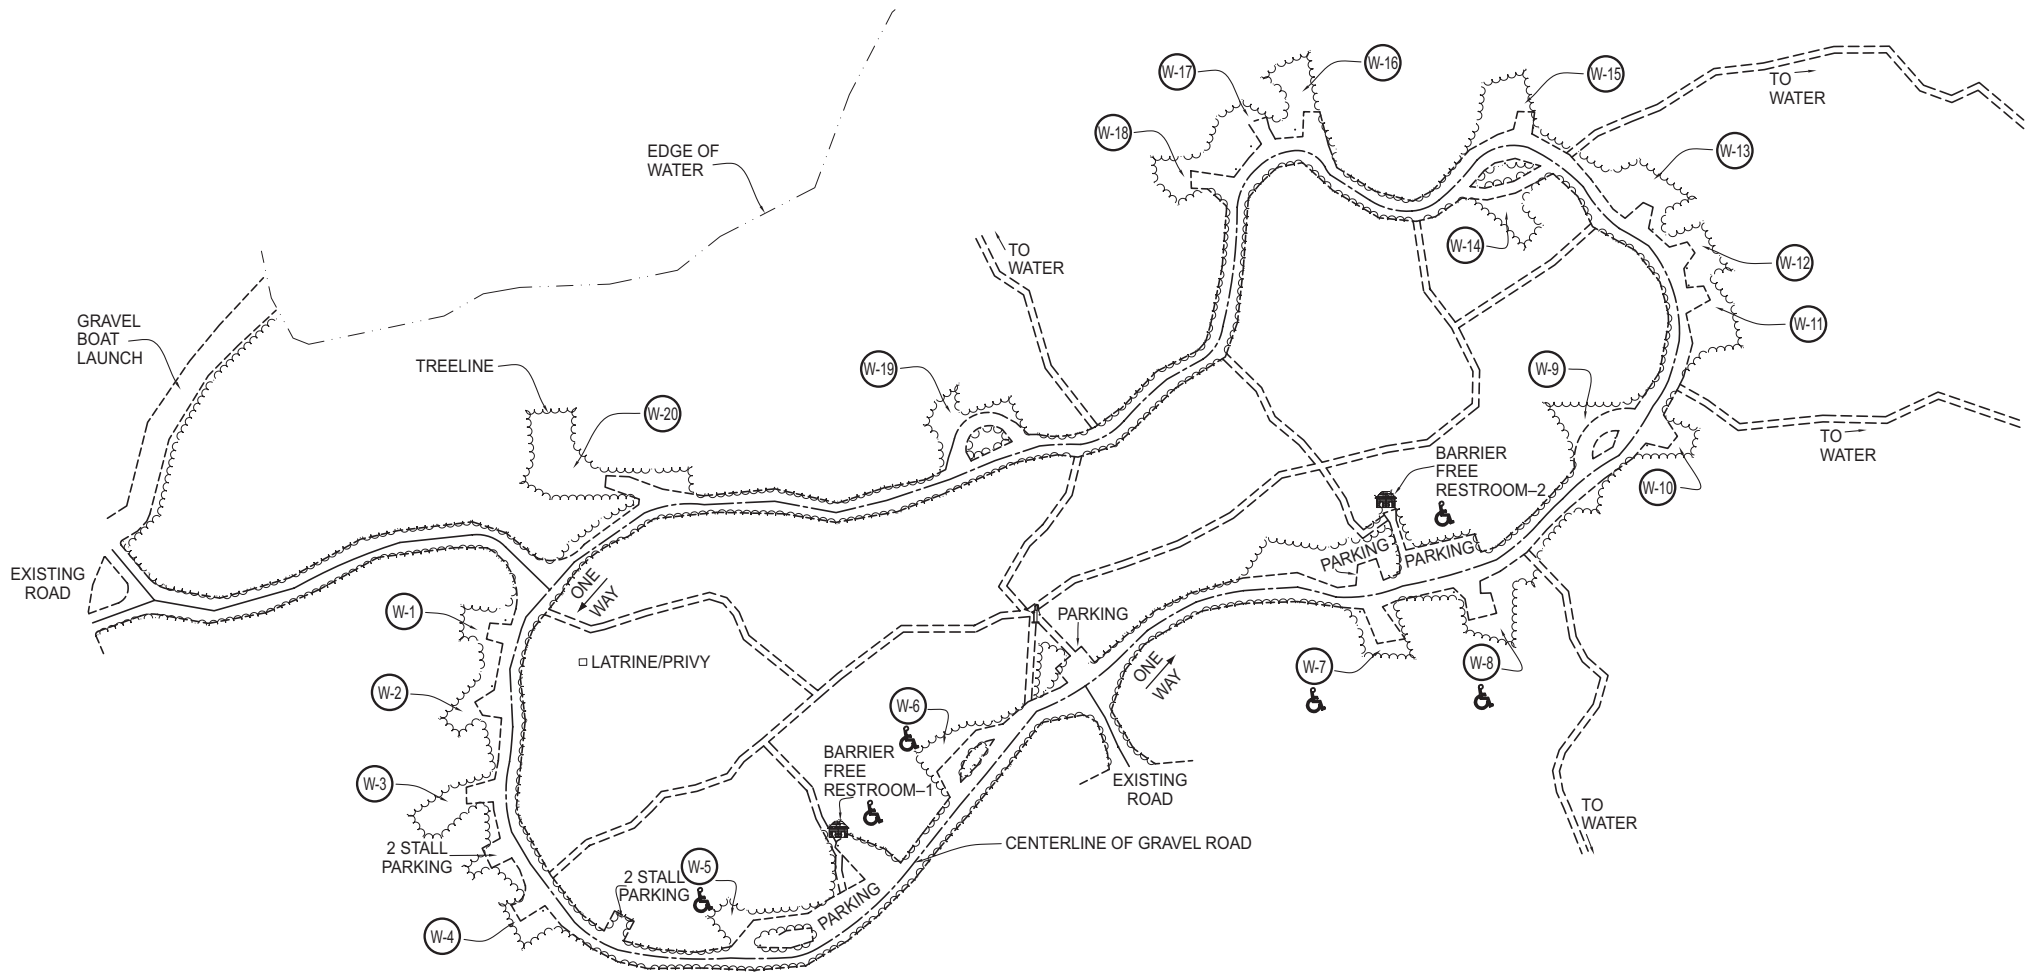 W-17
W-16
W-15
TO
WATER
W-18
EDGE OF
WATER
W-13
W-14
TO
WATER
W-12
GRAVEL
BOAT
LAUNCH
W-11
TREELINE
W-19
W-9
W-20
TO
WATER
BARRIER
FREE
RESTROOM–2
W-10
PARKING
PARKING
EXISTING
ROAD
ONE
WAY
W-1
PARKING
LATRINE/PRIVY
ONE
WAY
W-7
W-8
W-2
W-6
BARRIER
FREE
RESTROOM–1
W-3
EXISTING
ROAD
TO
WATER
2 STALL
PARKING
CENTERLINE OF GRAVEL ROAD
W-5
2 STALL
PARKING
PARKING
W-4